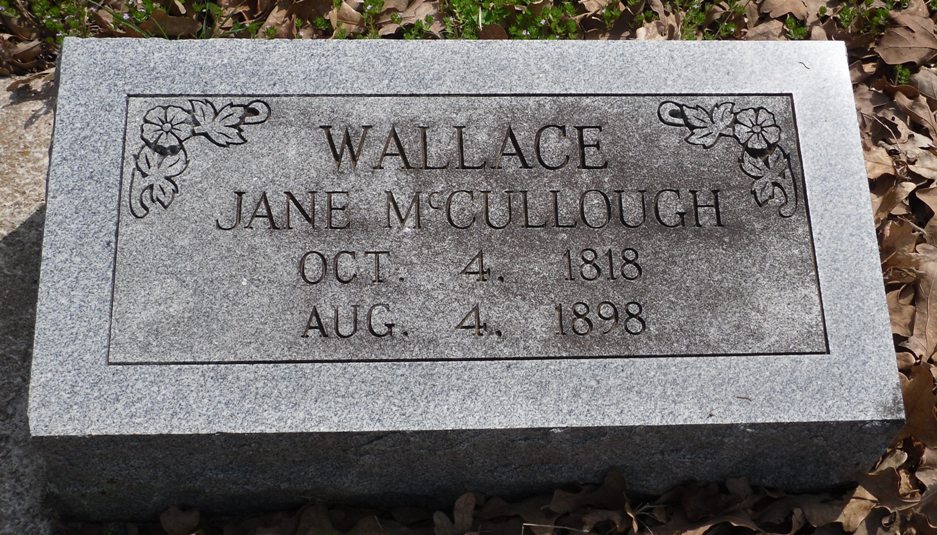 WALLACE
JANE McCULLOUGH
OCT. 4. 1818
AUG. 4. 1898